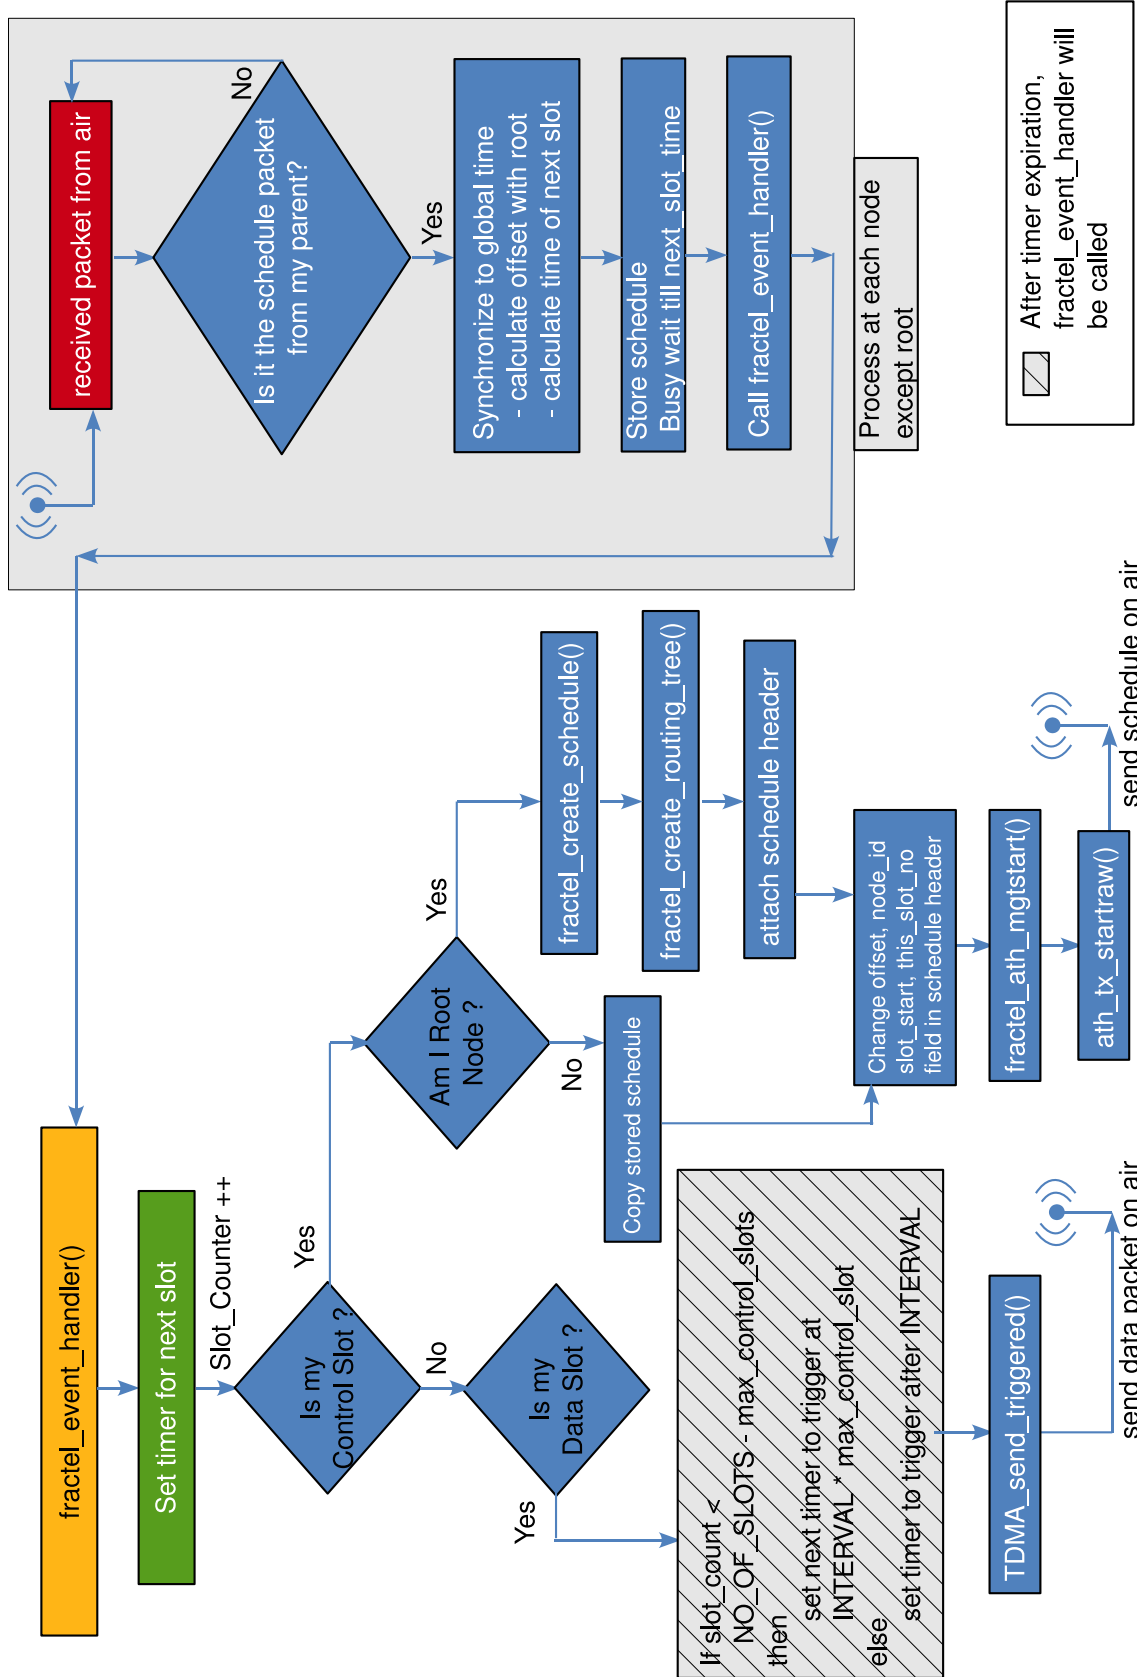 fractel_event_handler()
Set timer for next slot
Slot_Counter ++
Is my
Control Slot ?
Yes
No
Is my
Data Slot ?
Yes
If slot_count <
NO_OF_SLOTS - max_control_slots
then
set next timer to trigger at
INTERVAL * max_control_slot
else
set timer to trigger after INTERVAL
TDMA_send_triggered()
send data packet on air
Am I Root
Node ?
Yes
No
Copy stored schedule
fractel_create_schedule()
fractel_create_routing_tree()
attach schedule header
Change offset, node_id
slot_start, this_slot_no
field in schedule header
fractel_ath_mgtstart()
ath_tx_startraw()
send schedule on air
received packet from air
Is it the schedule packet
from my parent?
No
Yes
Synchronize to global time
- calculate offset with root
- calculate time of next slot
Store schedule
Busy wait till next_slot_time
Call fractel_event_handler()
Process at each node
except root
After timer expiration,
fractel_event_handler will
be called